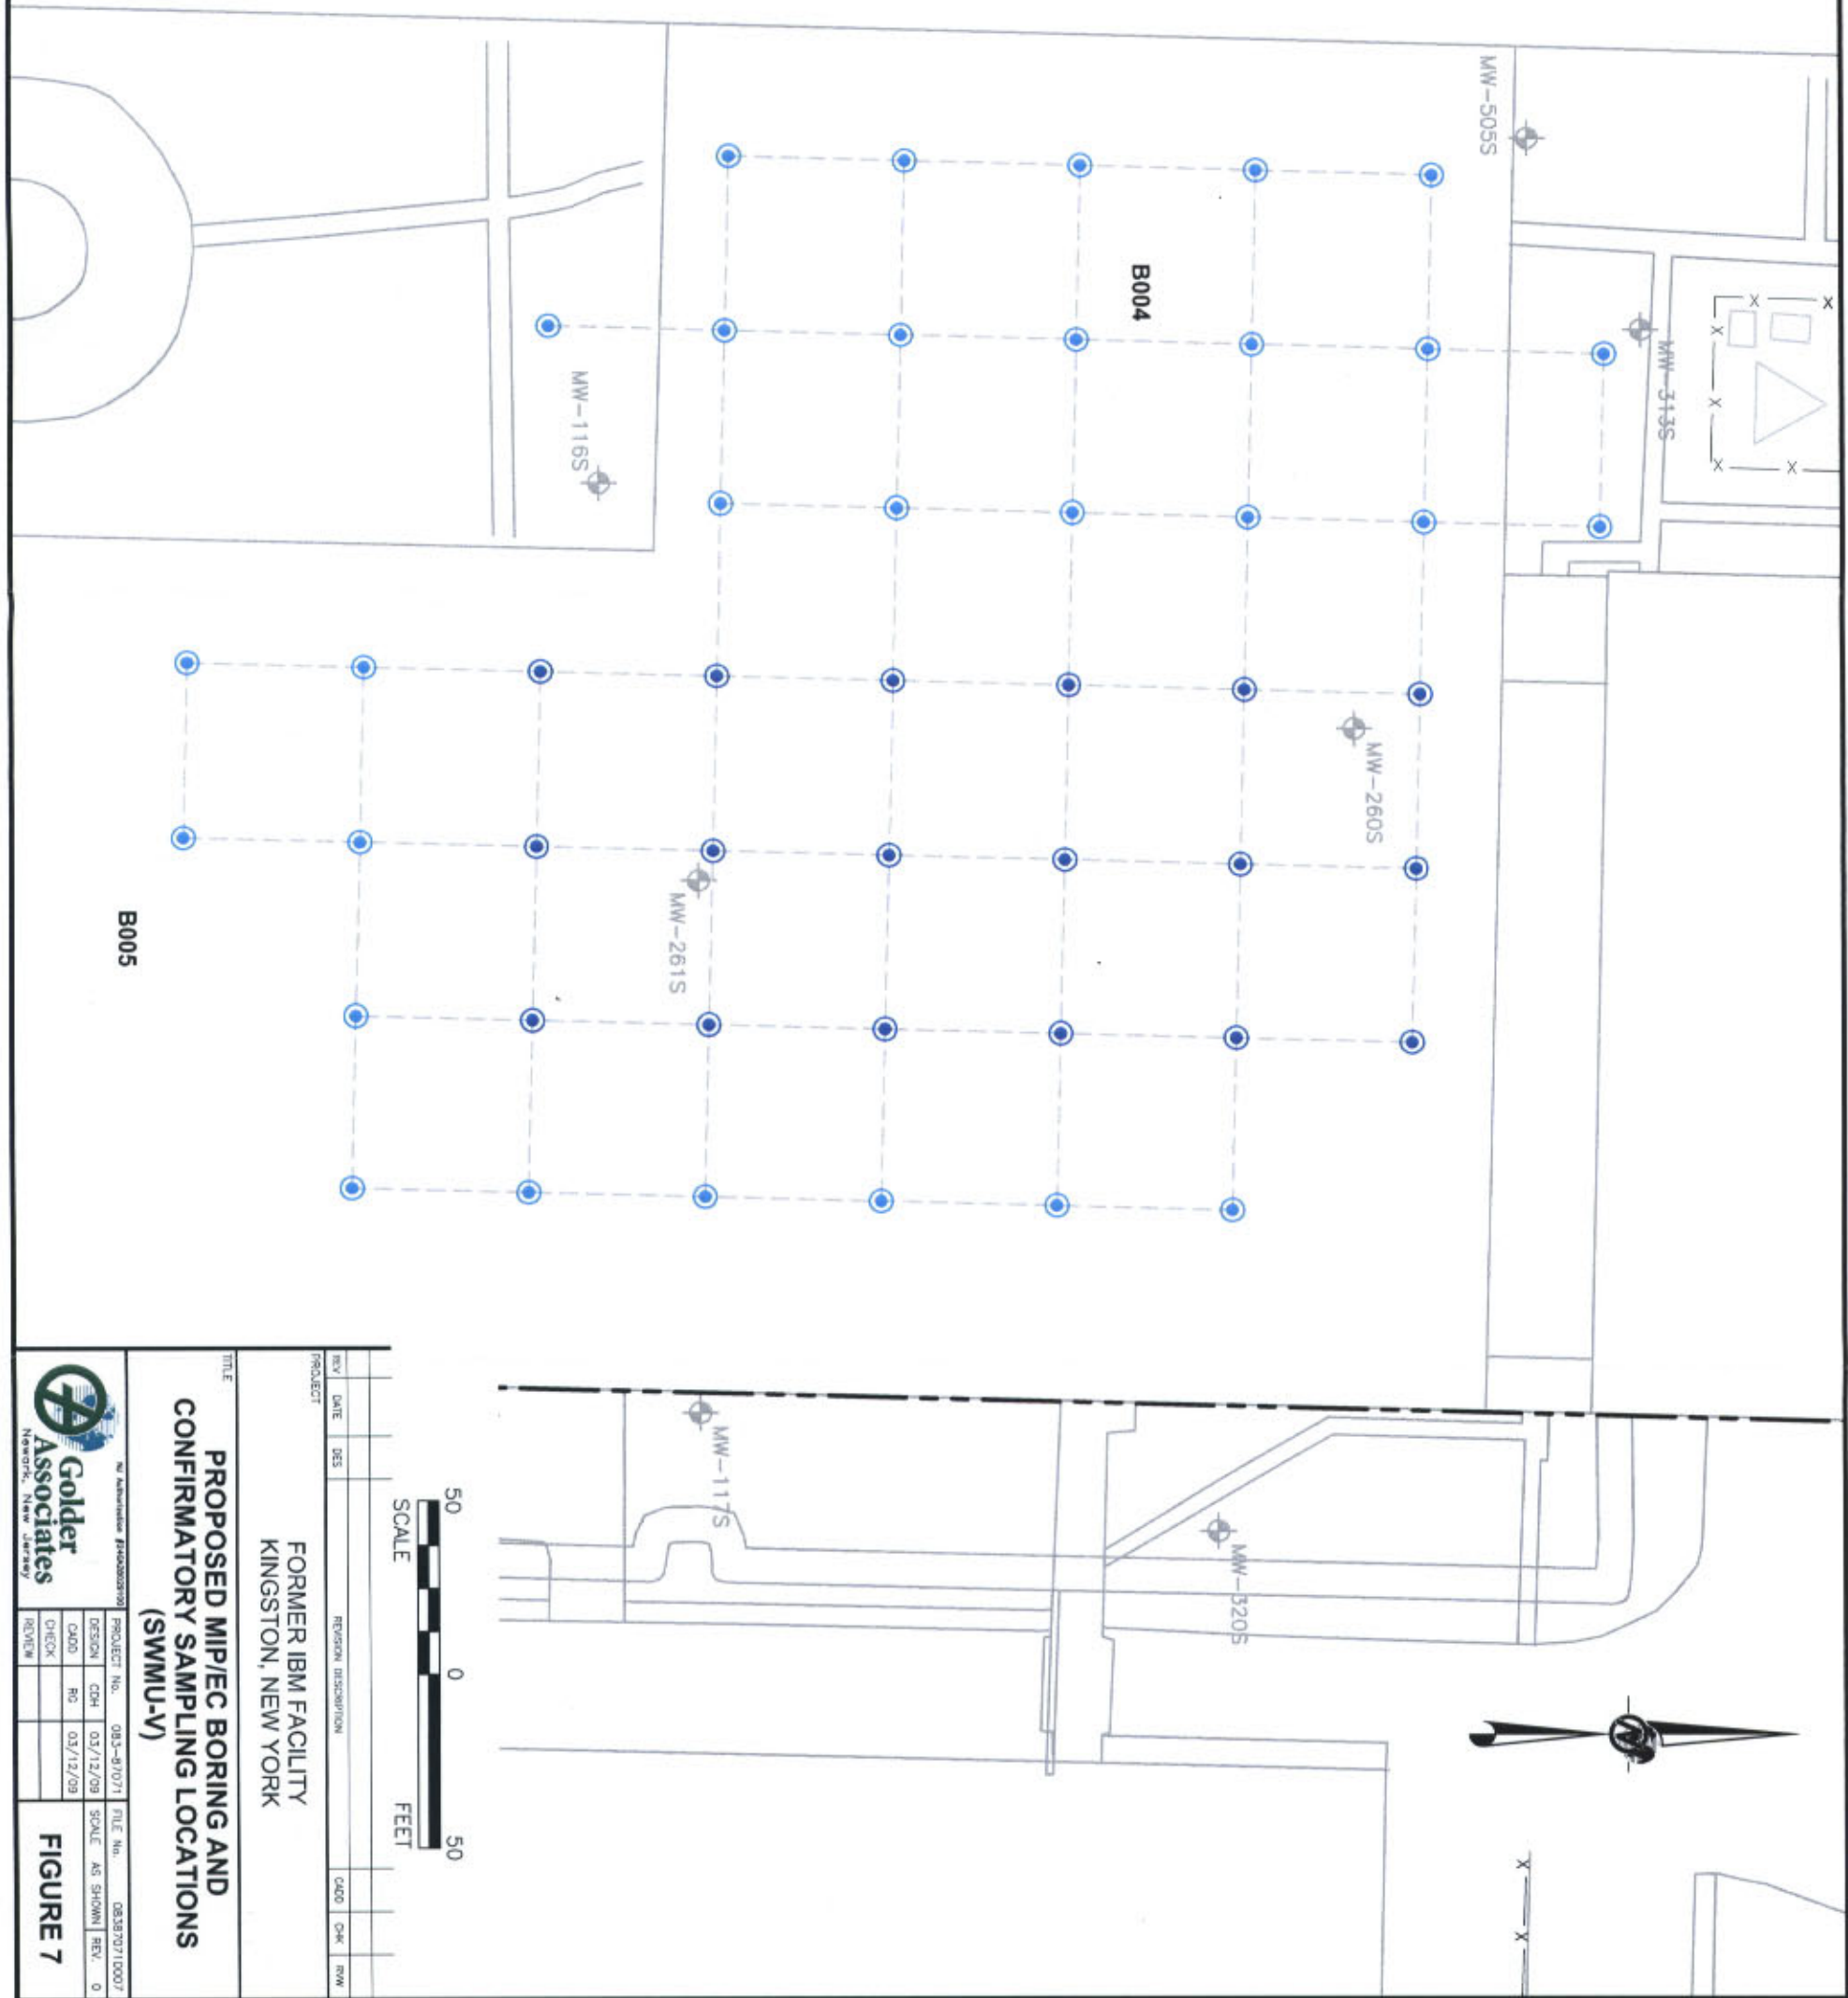 MW-505S
MW-313S
X
X
X
X
X
X
X
B004
MW-116S
MW-260S
MW-261S
B005
MW-117S
MW-320S
N
X
X
50 0 50
SCALE FEET
REV DATE DES REVISION DESCRIPTION CADD CHK RVW
PROJECT
FORMER IBM FACILITY
KINGSTON, NEW YORK
TITLE
PROPOSED MIP/EC BORING AND
CONFIRMATORY SAMPLING LOCATIONS
(SWMU-V)
Golder
Associates
Newark, New Jersey
PROJECT No. 083-87071 FILE No. 08387071D007
DESIGN CDH 03/12/09 SCALE AS SHOWN REV. 0
CADD RG 03/12/09
CHECK
REVIEW
FIGURE 7